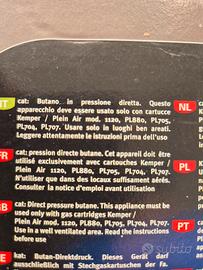 IT
cat: Butano in pressione diretta. Questo
apparecchio deve essere usato solo con cartucce
Kemper / Plein Air mod. 1120, PL880, PL705,
PL704, PL707. Usare solo in luoghi ben areati.
Leggere attentamente le istruzioni prima dell'uso
NL
FR
cat: pression directe butane. Cet appareil doit être
utilisé exclusivement avec cartouches Kemper /
Plein Air 1120, PL880, PL705, PL704, PL707.
N'utiliser que dans des locaux suffisament aérés.
Consulter la notice d'emploi avant utilisation
PL
GB
cat: Direct pressure butane. This appliance must
be used only with gas cartridges Kemper /
Plein Air mod. 1120, PL880, PL705, PL704, PL707.
Use in a well ventilated area. Read the instructions
before use
PT
DE
cat: Butan-Direktdruck. Dieses Gerät darf
ausschließlich mit Stechgaskartuschen der Fa.
subito